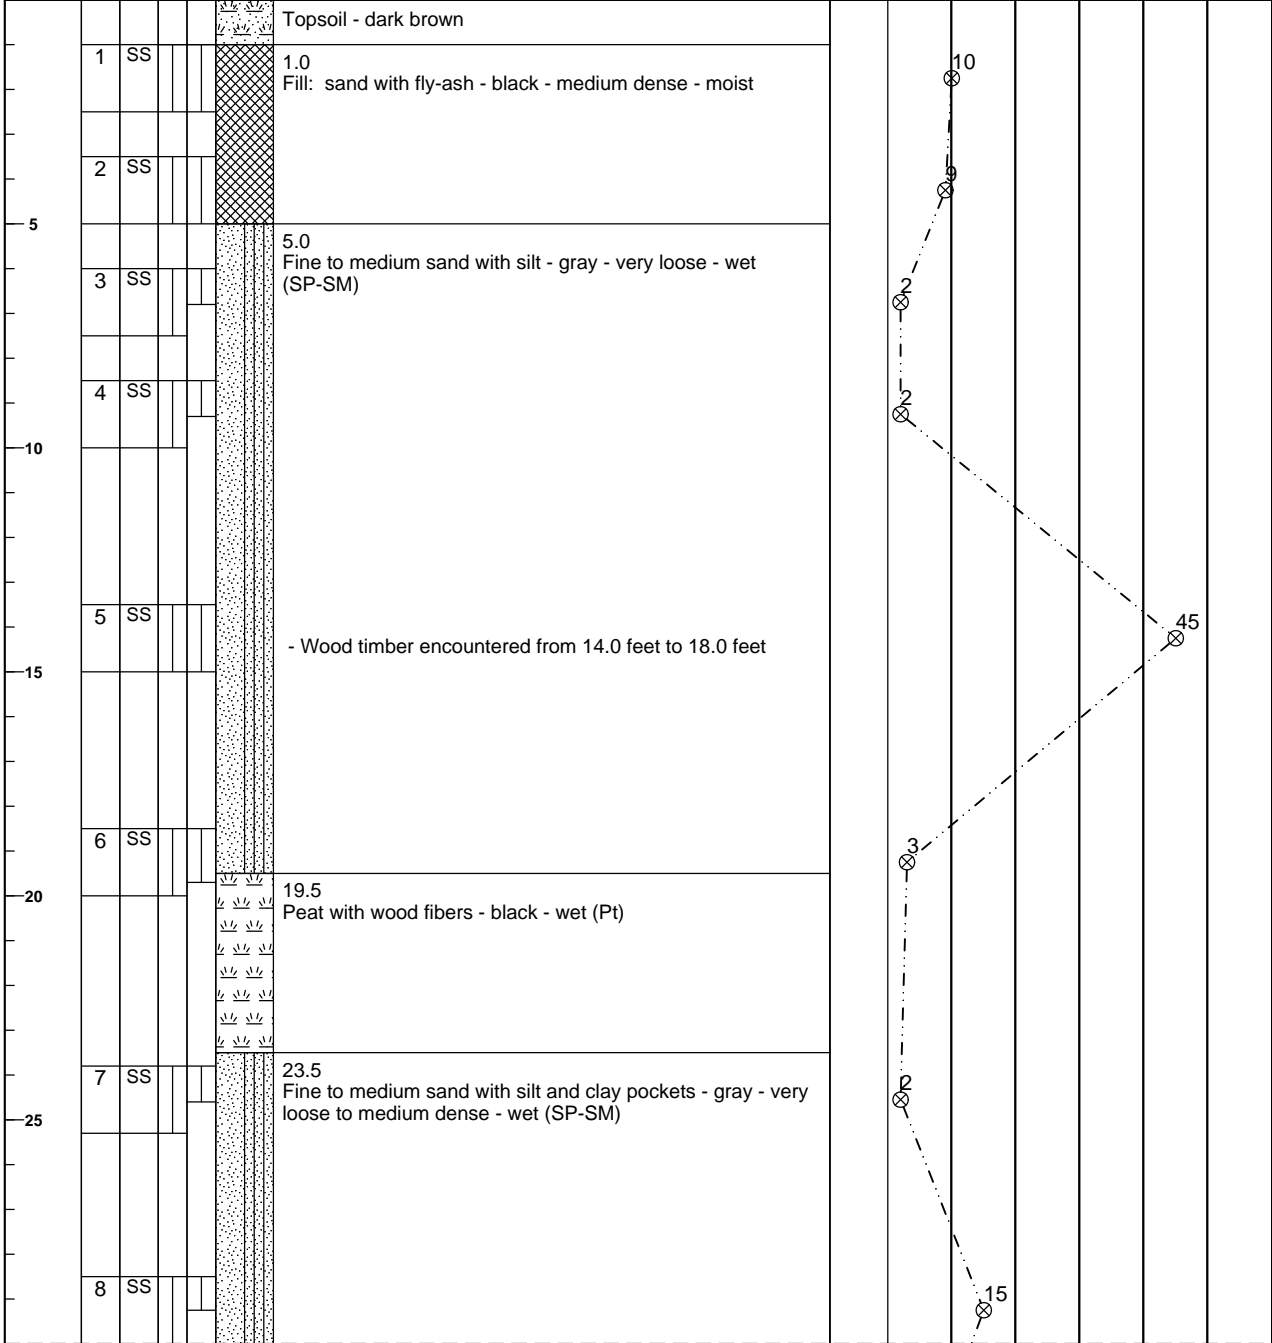 Topsoil - dark brown
1 SS
1.0
10
Fill: sand with fly-ash - black - medium dense - moist
2 SS
9
5
5.0
Fine to medium sand with silt - gray - very loose - wet
(SP-SM)
3 SS
2
4 SS
2
10
5 SS
45
- Wood timber encountered from 14.0 feet to 18.0 feet
15
6 SS
3
20
19.5
Peat with wood fibers - black - wet (Pt)
7 SS
23.5
2
Fine to medium sand with silt and clay pockets - gray - very
loose to medium dense - wet (SP-SM)
25
8 SS
15